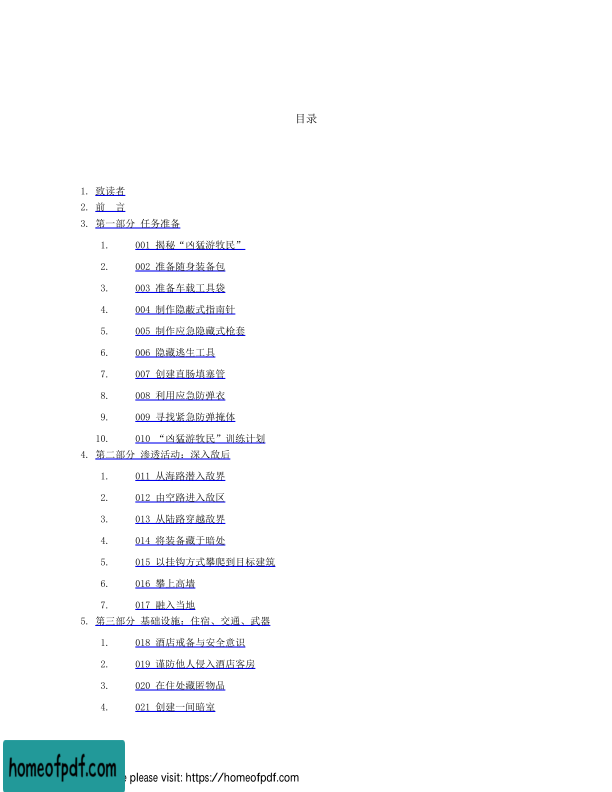 目录
1. 致读者
2. 前 言
3. 第一部分 任务准备
1. 001 揭秘“凶猛游牧民”
2. 002 准备随身装备包
3. 003 准备车载工具袋
4. 004 制作隐蔽式指南针
5. 005 制作应急隐藏式枪套
6. 006 隐藏逃生工具
7. 007 创建直肠填塞管
8. 008 利用应急防弹衣
9. 009 寻找紧急防弹掩体
10. 010 “凶猛游牧民”训练计划
4. 第二部分 渗透活动：深入敌后
1. 011 从海路潜入敌界
2. 012 由空路进入敌区
3. 013 从陆路穿越敌界
4. 014 将装备藏于暗处
5. 015 以挂钩方式攀爬到目标建筑
6. 016 攀上高墙
7. 017 融入当地
5. 第三部分 基础设施：住宿、交通、武器
1. 018 酒店戒备与安全意识
2. 019 谨防他人侵入酒店客房
3. 020 在住处藏匿物品
4. 021 创建一间暗室
homeofpdf.com
please visit: https://homeofpdf.com